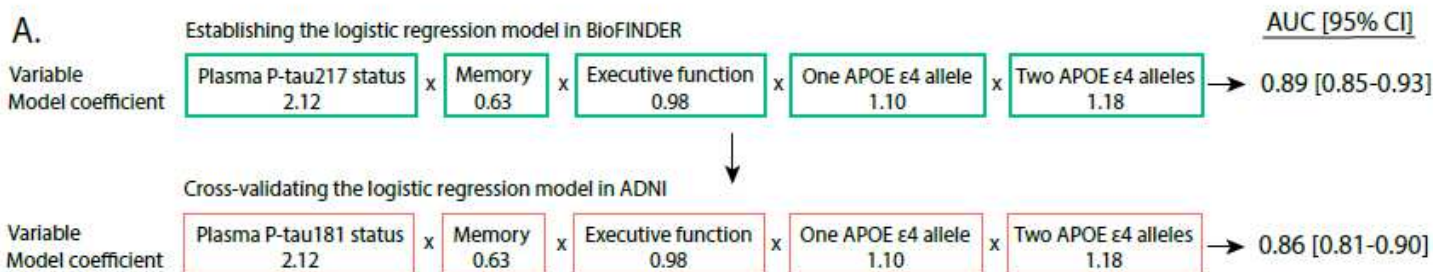 A.
Establishing the logistic regression model in BioFINDER
AUC [95% CI]
Variable
Model coefficient
Plasma P-tau217 status
2.12
x
Memory
0.63
x
Executive function
0.98
x
One APOE ε4 allele
1.10
x
Two APOE ε4 alleles
1.18
0.89 [0.85-0.93]
Cross-validating the logistic regression model in ADNI
Variable
Model coefficient
Plasma P-tau181 status
2.12
x
Memory
0.63
x
Executive function
0.98
x
One APOE ε4 allele
1.10
x
Two APOE ε4 alleles
1.18
0.86 [0.81-0.90]